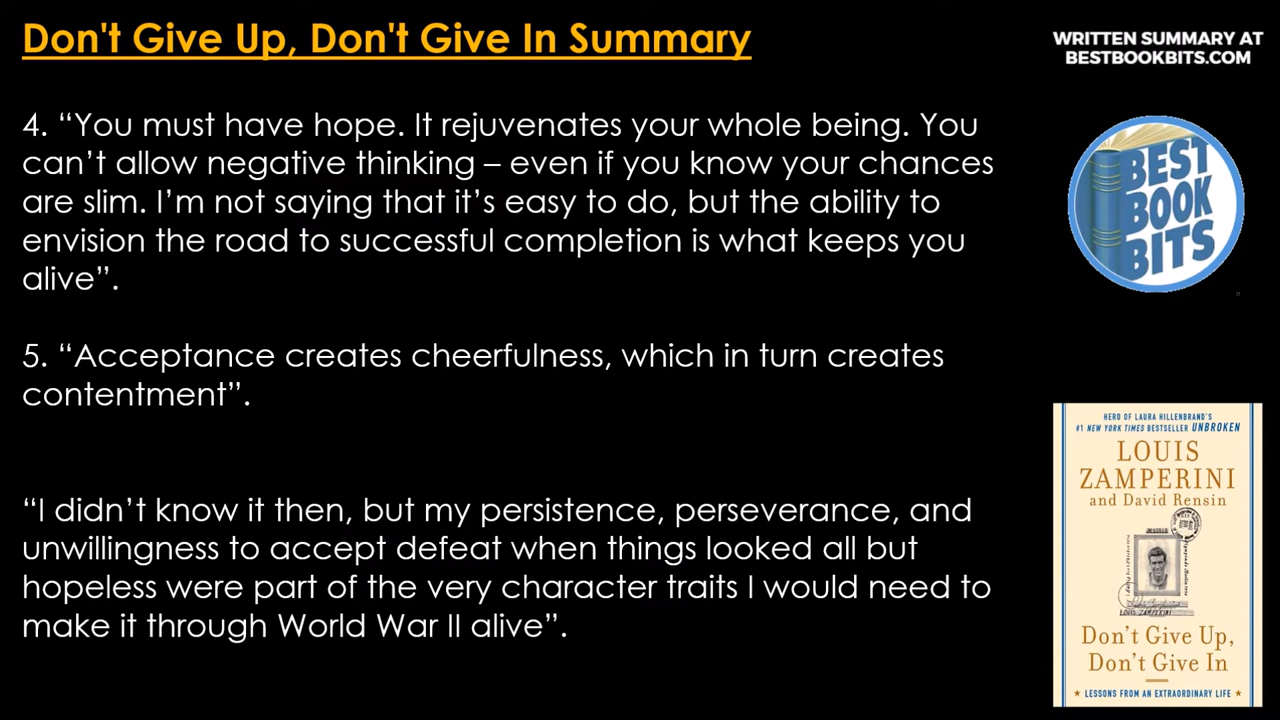 Don't Give Up, Don't Give In Summary
WRITTEN SUMMARY AT
BESTBOOKBITS.COM
4. “You must have hope. It rejuvenates your whole being. You
can’t allow negative thinking – even if you know your chances
are slim. I’m not saying that it’s easy to do, but the ability to
envision the road to successful completion is what keeps you
alive”.
5. “Acceptance creates cheerfulness, which in turn creates
contentment”.
“I didn’t know it then, but my persistence, perseverance, and
unwillingness to accept defeat when things looked all but
hopeless were part of the very character traits I would need to
make it through World War II alive”.
BEST
BOOK
BITS
HERO OF LAURA HILLENBRAND'S
#1 NEW YORK TIMES BESTSELLER UNBROKEN
LOUIS
ZAMPERINI
and David Rensin
LOUIS ZAMPERINI
Don't Give Up,
Don't Give In
LESSONS FROM AN EXTRAORDINARY LIFE